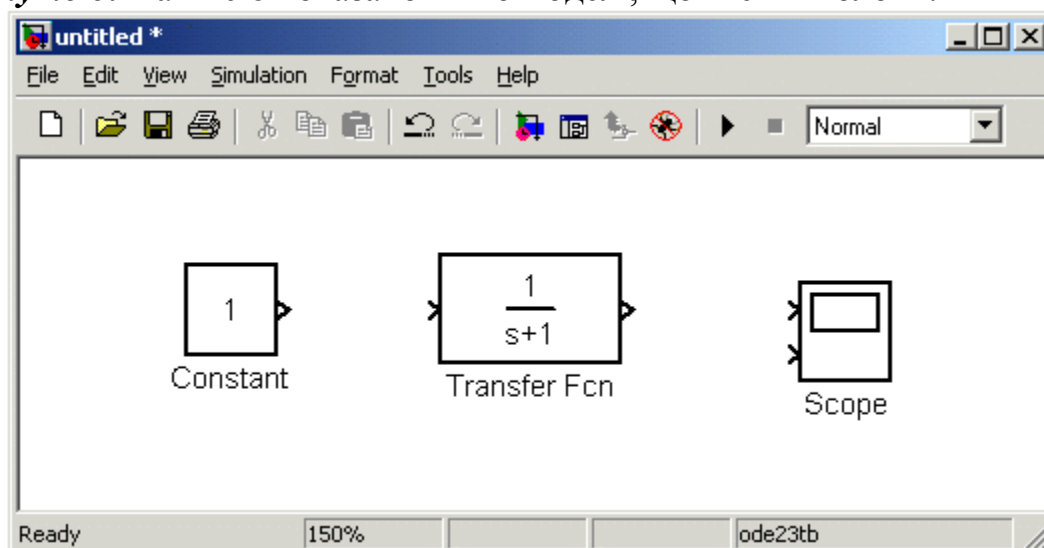 untitled *
File Edit View Simulation Format Tools Help
Normal
1
s+1
1
Constant
Transfer Fcn
Scope
Ready 150% ode23tb